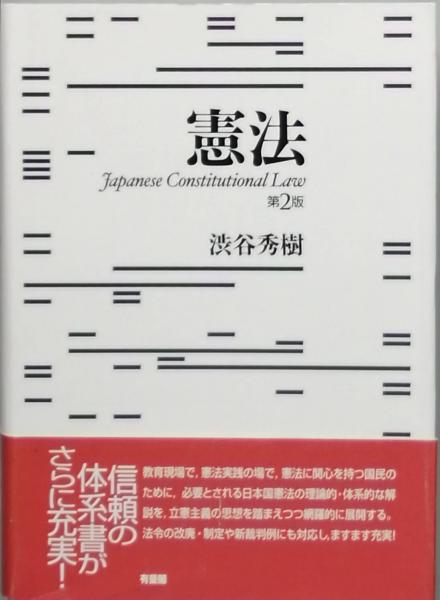 憲法
Japanese Constitutional Law
第2版
渋谷秀樹
信頼の
体系書が
さらに充実!
教育現場で，憲法実践の場で，憲法に関心を持つ国民の
ために，必要とされる日本国憲法の理論的・体系的な解
説を，立憲主義の思想を踏まえつつ網羅的に展開する。
法令の改廃・制定や新裁判例にも対応し，ますます充実!
有斐閣